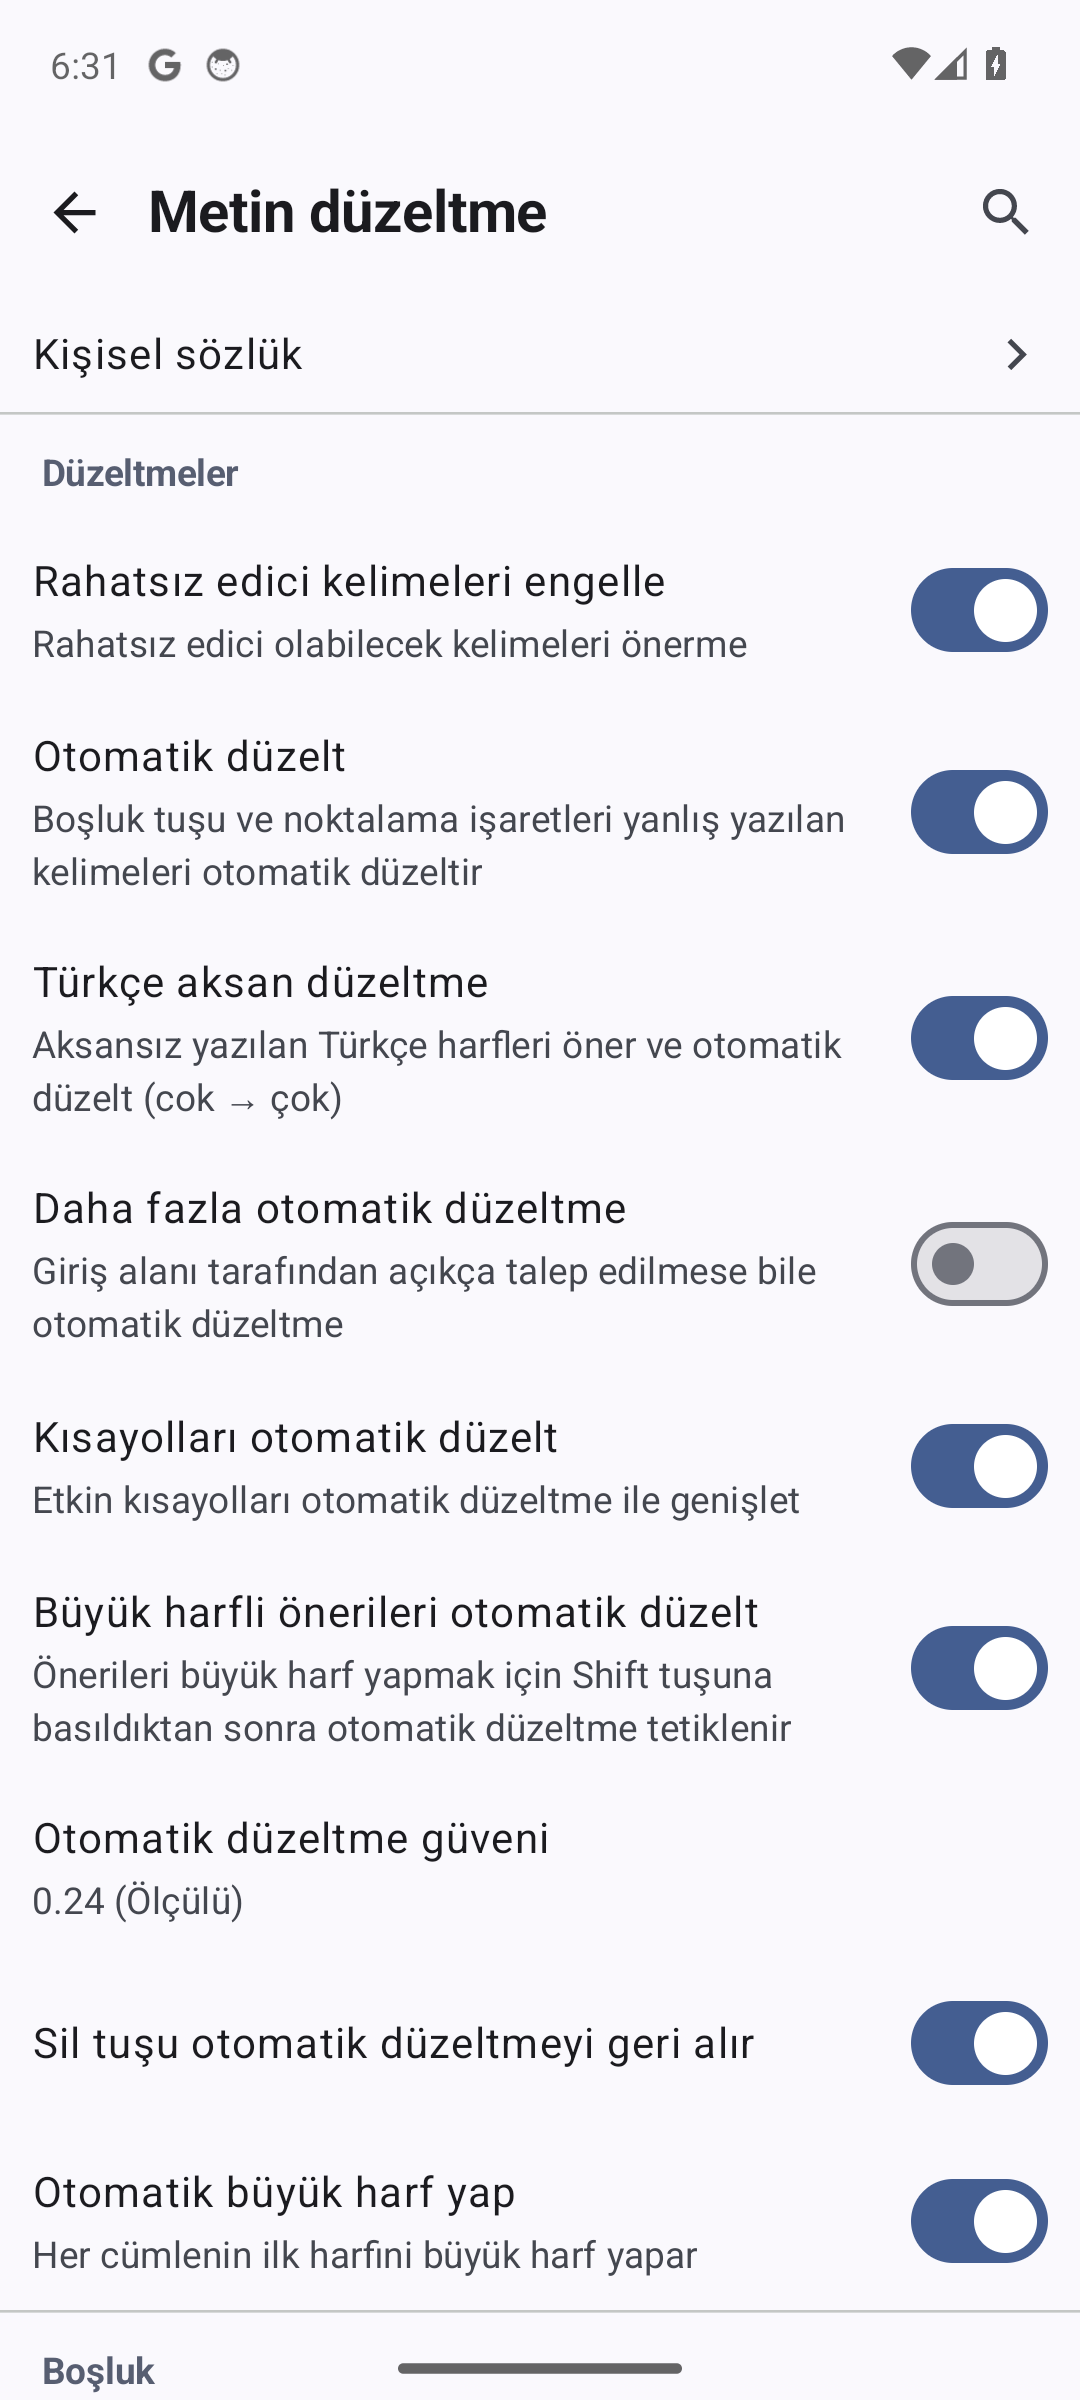 6:31
Metin düzeltme
Kişisel sözlük
Düzeltmeler
Rahatsız edici kelimeleri engelle
Rahatsız edici olabilecek kelimeleri önerme
Otomatik düzelt
Boşluk tuşu ve noktalama işaretleri yanlış yazılan
kelimeleri otomatik düzeltir
Türkçe aksan düzeltme
Aksansız yazılan Türkçe harfleri öner ve otomatik
düzelt (cok → çok)
Daha fazla otomatik düzeltme
Giriş alanı tarafından açıkça talep edilmese bile
otomatik düzeltme
Kısayolları otomatik düzelt
Etkin kısayolları otomatik düzeltme ile genişlet
Büyük harfli önerileri otomatik düzelt
Önerileri büyük harf yapmak için Shift tuşuna
basıldıktan sonra otomatik düzeltme tetiklenir
Otomatik düzeltme güveni
0.24 (Ölçülü)
Sil tuşu otomatik düzeltmeyi geri alır
Otomatik büyük harf yap
Her cümlenin ilk harfini büyük harf yapar
Boşluk